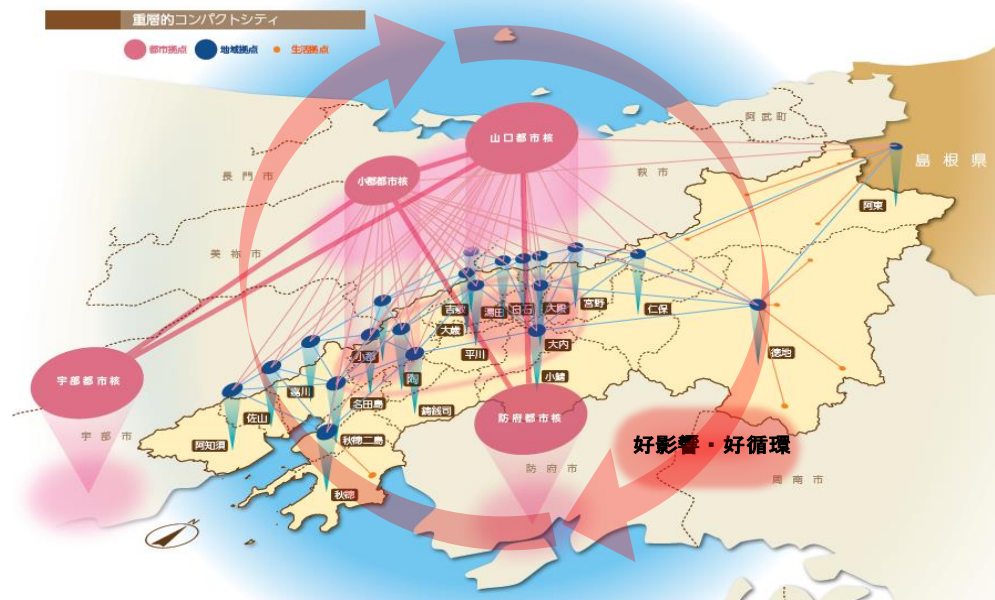 重層的コンパクトシティ
都市拠点
地域拠点
生活拠点
山口都市核
阿武町
島根県
小郡都市核
長門市
萩市
阿東
美祢市
吉敷
湯田
白石
大殿
宮野
仁保
大歳
大内
平川
徳地
小郡
陶
小鯖
宇部都市核
嘉川
名田島
鋳銭司
佐山
防府都市核
宇部市
阿知須
秋穂二島
好影響・好循環
防府市
周南市
秋穂
N